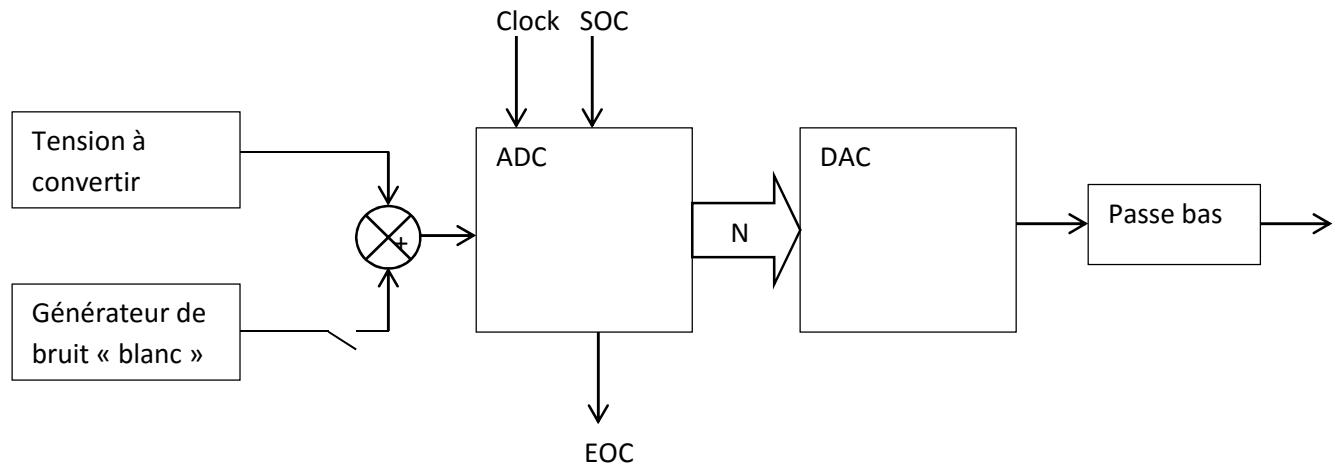 Clock SOC
Tension à
convertir
ADC
DAC
Passe bas
+
N
Générateur de
bruit « blanc »
EOC